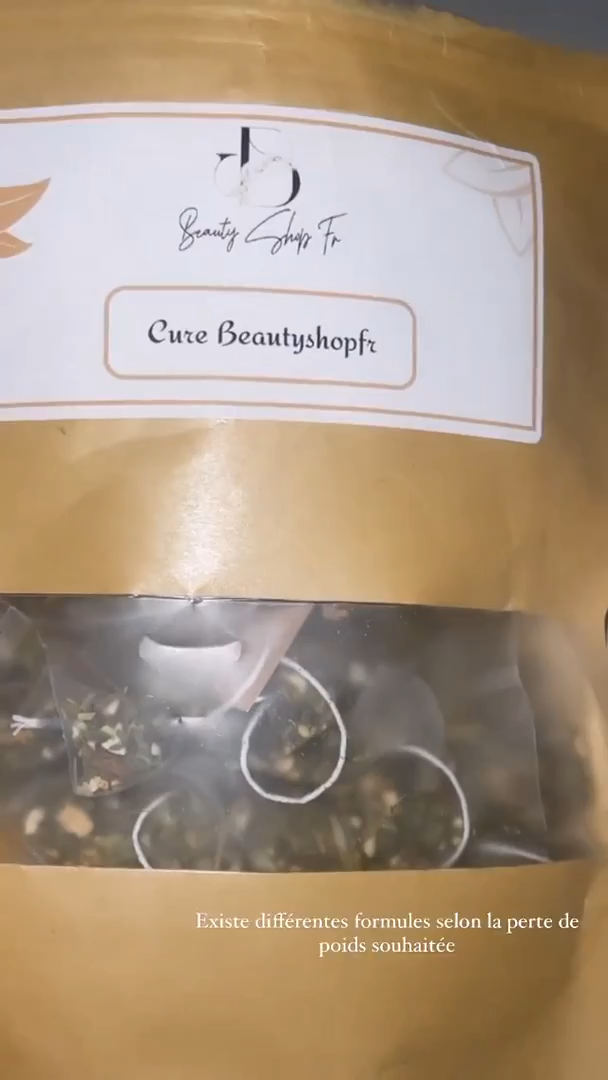 Beauty Shop Fr
Cure Beautyshopfr
Existe différentes formules selon la perte de
poids souhaitée